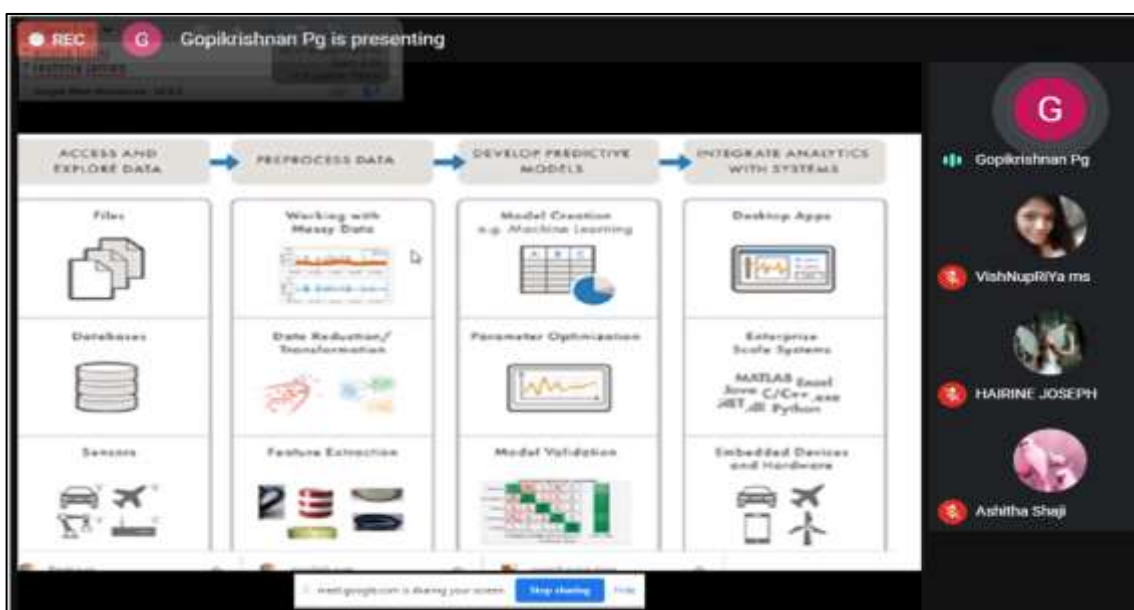 REC
G
Gopikrishnan Pg is presenting
ACCESS AND
EXPLORE DATA
PREPROCESS DATA
DEVELOP PREDICTIVE
MODELS
INTEGRATE ANALYTICS
WITH SYSTEMS
Files
Working with
Messy Data
Model Creation
e.g. Machine Learning
Desktop Apps
A B C
Databases
Data Reduction/
Transformation
Parameter Optimization
Enterprise
Scale Systems
MATLAB Excel
Java C/C++ .exe
.NET .dll Python
Sensors
Feature Extraction
Model Validation
Embedded Devices
and Hardware
meet.google.com is sharing your screen.
Stop sharing
Hide
G
Gopikrishnan Pg
VishNupRiYa ms
HAIRINE JOSEPH
Ashitha Shaji